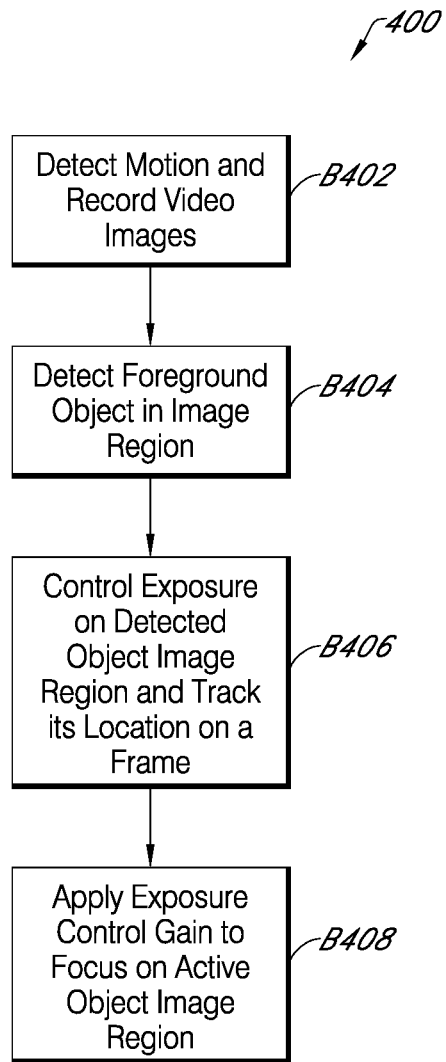 400
Detect Motion and
Record Video
Images
B402
Detect Foreground
Object in Image
Region
B404
Control Exposure
on Detected
Object Image
Region and Track
its Location on a
Frame
B406
Apply Exposure
Control Gain to
Focus on Active
Object Image
Region
B408